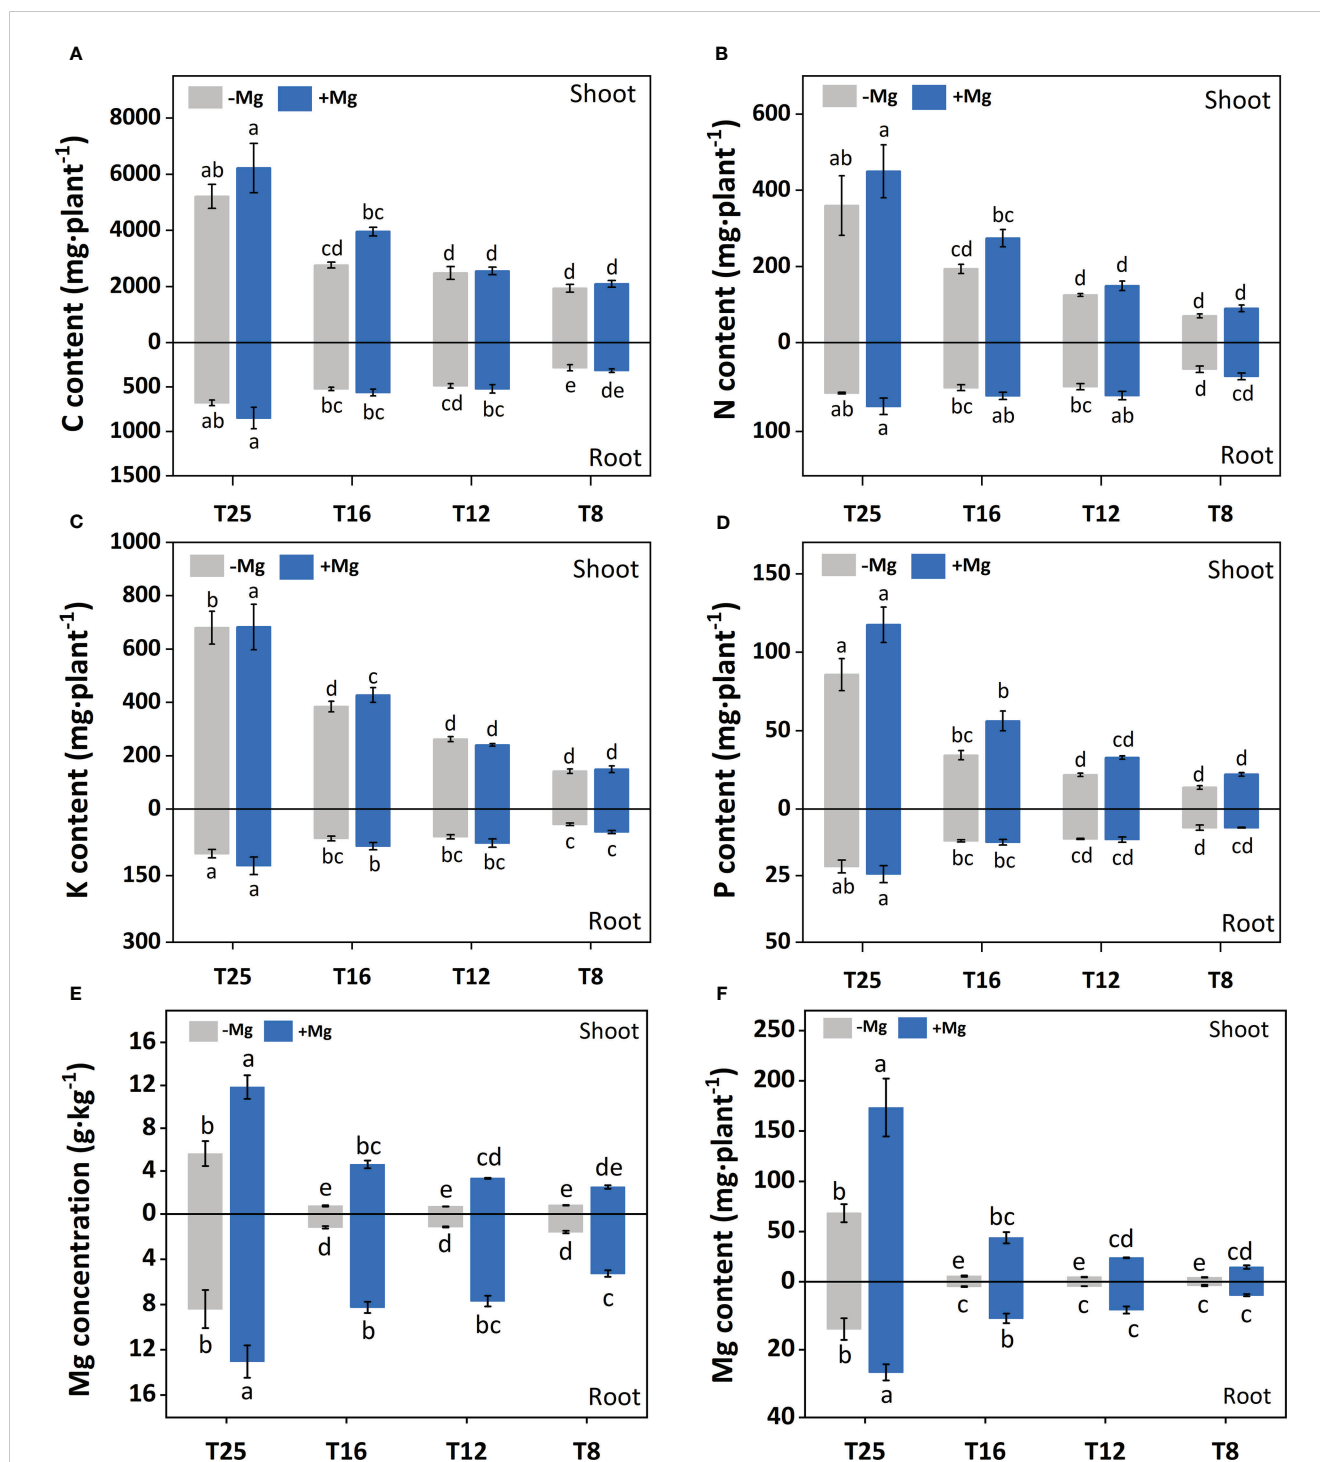 A
-Mg +Mg Shoot
C content (mg·plant⁻¹)
8000
6000
4000
2000
0
500
1000
1500
ab a cd bc d d d d
ab a bc bc cd bc e de
Root
T25 T16 T12 T8
B
-Mg +Mg Shoot
N content (mg·plant⁻¹)
600
400
200
0
100
ab a cd bc d d d d
ab a bc ab bc ab d cd
Root
T25 T16 T12 T8
C
-Mg +Mg Shoot
K content (mg·plant⁻¹)
1000
800
600
400
200
0
150
300
b a d c d d d d
a a bc b bc bc c c
Root
T25 T16 T12 T8
D
-Mg +Mg Shoot
P content (mg·plant⁻¹)
150
100
50
0
25
50
a a bc b d cd d d
ab a bc bc cd cd d cd
Root
T25 T16 T12 T8
E
-Mg +Mg Shoot
Mg concentration (g·kg⁻¹)
16
12
8
4
0
4
8
12
16
b a e bc e cd e de
b a d b d bc d c
Root
T25 T16 T12 T8
F
-Mg +Mg Shoot
Mg content (mg·plant⁻¹)
250
200
150
100
50
0
20
40
b a e bc e cd e cd
b a c b c c c c
Root
T25 T16 T12 T8